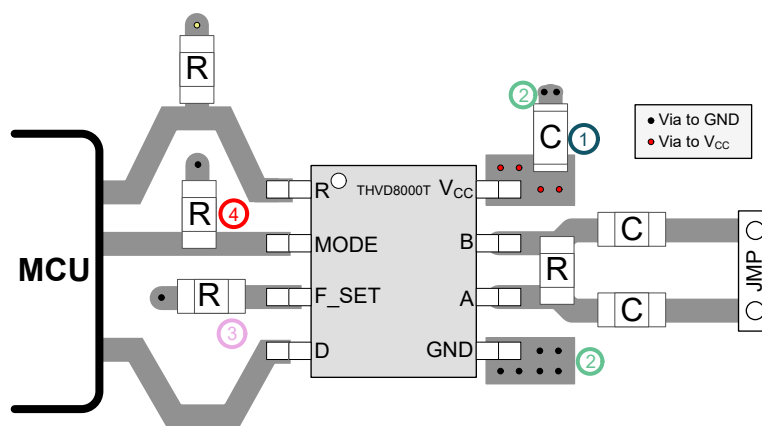 R
2
Via to GND
Via to VCC
C
1
R
THVD8000T
VCC
R
4
C
MODE
B
MCU
R
JMP
R
F_SET
A
C
3
D
GND
2